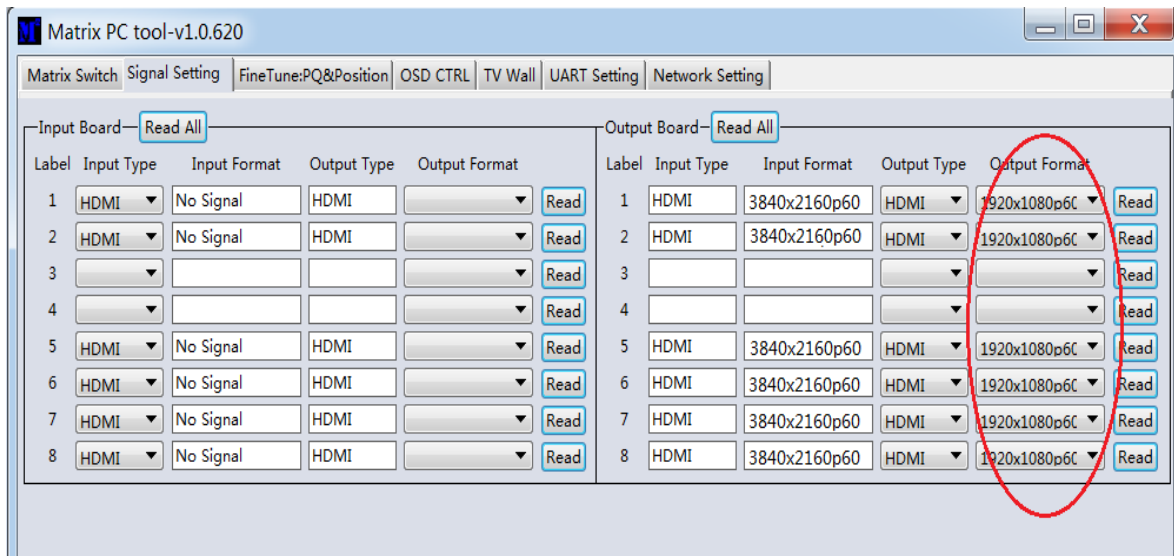 Matrix PC tool-v1.0.620
Matrix Switch Signal Setting FineTune:PQ&Position OSD CTRL TV Wall UART Setting Network Setting
Input Board Read All Output Board Read All
Label Input Type Input Format Output Type Output Format Label Input Type Input Format Output Type Output Format
1 HDMI No Signal HDMI Read 1 HDMI 3840x2160p60 HDMI 1920x1080p60 Read
2 HDMI No Signal HDMI Read 2 HDMI 3840x2160p60 HDMI 1920x1080p60 Read
3 Read 3 Read
4 Read 4 Read
5 HDMI No Signal HDMI Read 5 HDMI 3840x2160p60 HDMI 1920x1080p60 Read
6 HDMI No Signal HDMI Read 6 HDMI 3840x2160p60 HDMI 1920x1080p60 Read
7 HDMI No Signal HDMI Read 7 HDMI 3840x2160p60 HDMI 1920x1080p60 Read
8 HDMI No Signal HDMI Read 8 HDMI 3840x2160p60 HDMI 1920x1080p60 Read